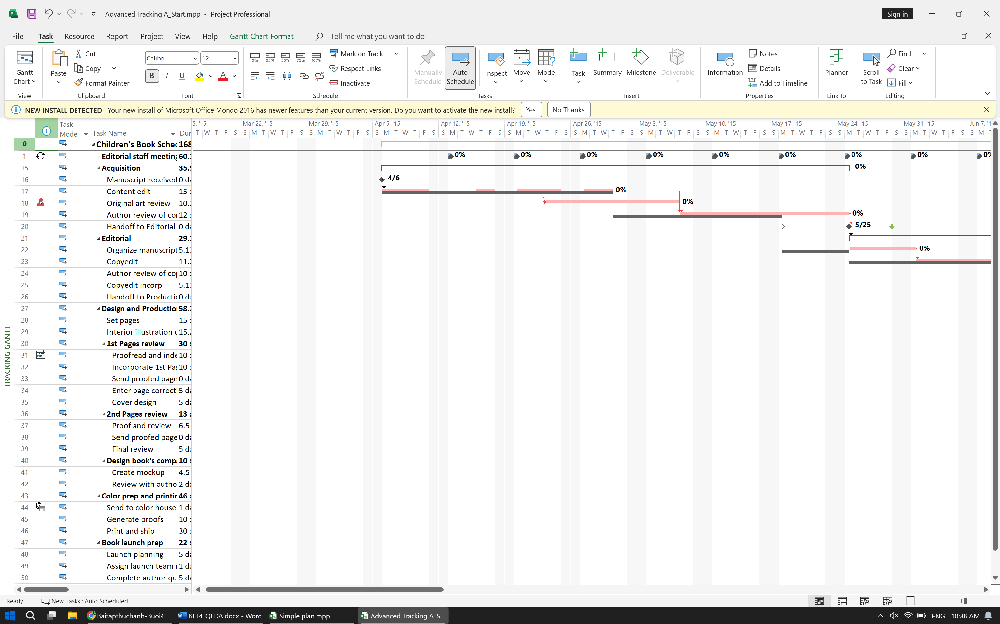 Advanced Tracking A_Start.mpp - Project Professional
Sign in
File Task Resource Report Project View Help Gantt Chart Format Tell me what you want to do
Gantt Chart
View
Paste
Cut
Copy
Format Painter
Clipboard
Calibri 12
B I U A
Font
0% 25% 50% 75% 100%
Mark on Track
Respect Links
Inactivate
Schedule
Manually Schedule
Auto Schedule
Inspect
Move
Mode
Tasks
Task
Summary
Milestone
Deliverable
Insert
Information
Notes
Details
Add to Timeline
Properties
Planner
Link To
Scroll to Task
Find
Clear
Fill
Editing
NEW INSTALL DETECTED Your new install of Microsoft Office Mondo 2016 has newer features than your current version. Do you want to activate the new install? Yes No Thanks
Task Mode
Task Name
Dur
5, '15 Mar 22, '15 Mar 29, '15 Apr 5, '15 Apr 12, '15 Apr 19, '15 Apr 26, '15 May 3, '15 May 10, '15 May 17, '15 May 24, '15 May 31, '15 Jun 7, '1
T W T F S S M T W T F S S M T W T F S S M T W T F S S M T W T F S S M T W T F S S M T W T F S S M T W T F S S M T W T F S S M T W T F S S M T W T F S S M T W T F S S M
0 Children's Book Sched 168
1 Editorial staff meeting 60.1 0% 0% 0% 0% 0% 0% 0% 0% 0%
15 Acquisition 35.5 0%
16 Manuscript received 0 da 4/6
17 Content edit 15 d 0%
18 Original art review 10.2 0%
19 Author review of co 12 d 0%
20 Handoff to Editorial 0 da 5/25
21 Editorial 29.1
22 Organize manuscript 5.13 0%
23 Copyedit 11.2
24 Author review of co 10 d
25 Copyedit incorp 5.13
26 Handoff to Producti 0 da
27 Design and Production 58.2
28 Set pages 15 d
29 Interior illustration d 15.2
30 1st Pages review 30 d
31 Proofread and inde 10 d
32 Incorporate 1st Pag 10 d
33 Send proofed page 0 da
34 Enter page correcti 5 da
35 Cover design 5 da
36 2nd Pages review 13 d
37 Proof and review 6.5
38 Send proofed page 0 da
39 Final review 5 da
40 Design book's comp 10 d
41 Create mockup 4.5
42 Review with autho 2 da
43 Color prep and printin 46 d
44 Send to color house 1 da
45 Generate proofs 10 d
46 Print and ship 30 d
47 Book launch prep 22 d
48 Launch planning 5 da
49 Assign launch team 1 da
50 Complete author qu 5 da
TRACKING GANTT
Ready New Tasks : Auto Scheduled
Baitapthuchanh-Buoi4 ... BTT4_QLDA.docx - Word Simple plan.mpp Advanced Tracking A_S... ENG 10:38 AM